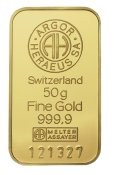 ARGOR
HERAEUS SA
Switzerland
50g
Fine Gold
999.9
MELTER
ASSAYER
121327